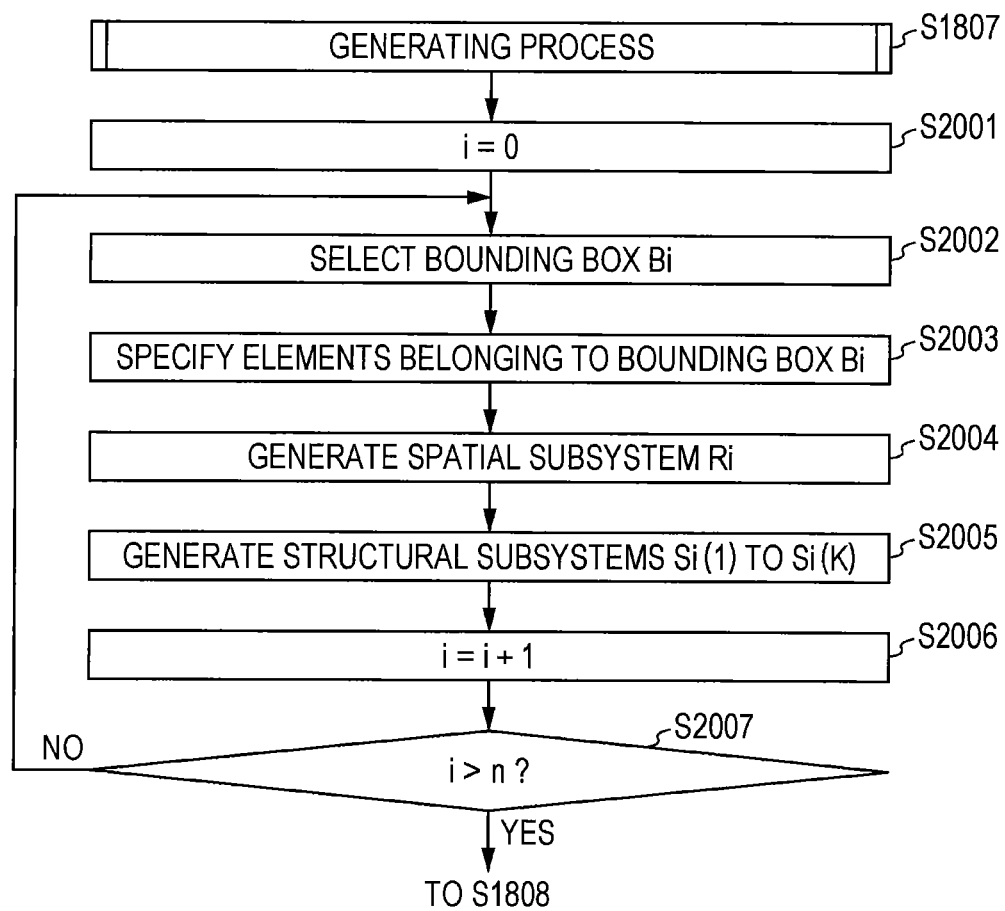 GENERATING PROCESS
S1807
i = 0
S2001
SELECT BOUNDING BOX Bi
S2002
SPECIFY ELEMENTS BELONGING TO BOUNDING BOX Bi
S2003
GENERATE SPATIAL SUBSYSTEM Ri
S2004
GENERATE STRUCTURAL SUBSYSTEMS Si (1) TO Si (K)
S2005
i = i + 1
S2006
S2007
NO
i > n ?
YES
TO S1808